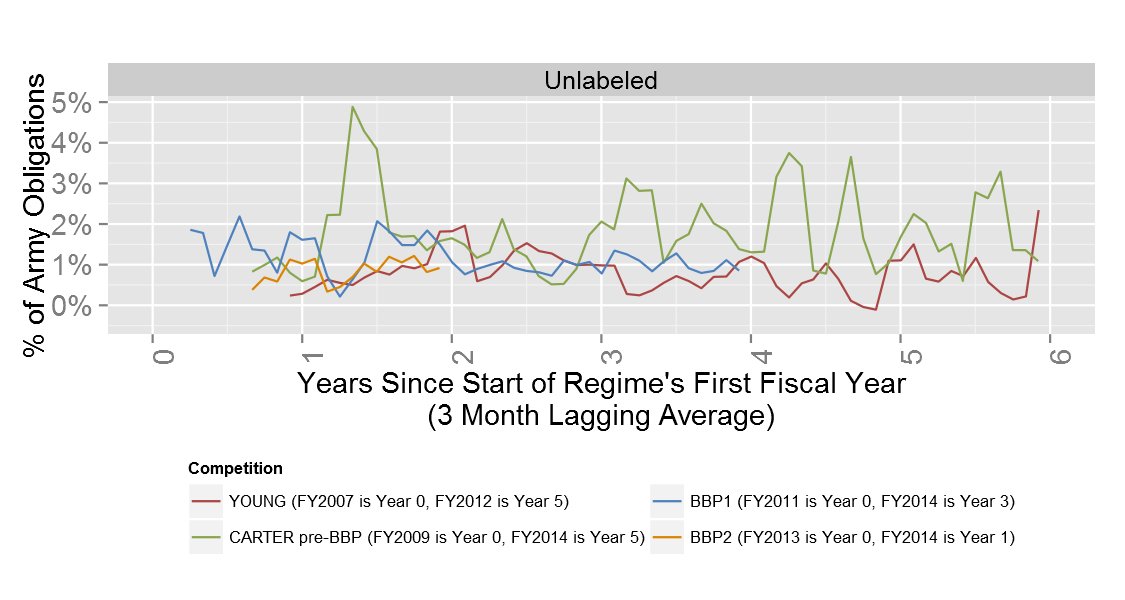 Unlabeled
% of Army Obligations
5%
4%
3%
2%
1%
0%
0
1
2
3
4
5
6
Years Since Start of Regime's First Fiscal Year
(3 Month Lagging Average)
Competition
YOUNG (FY2007 is Year 0, FY2012 is Year 5)
BBP1 (FY2011 is Year 0, FY2014 is Year 3)
CARTER pre-BBP (FY2009 is Year 0, FY2014 is Year 5)
BBP2 (FY2013 is Year 0, FY2014 is Year 1)